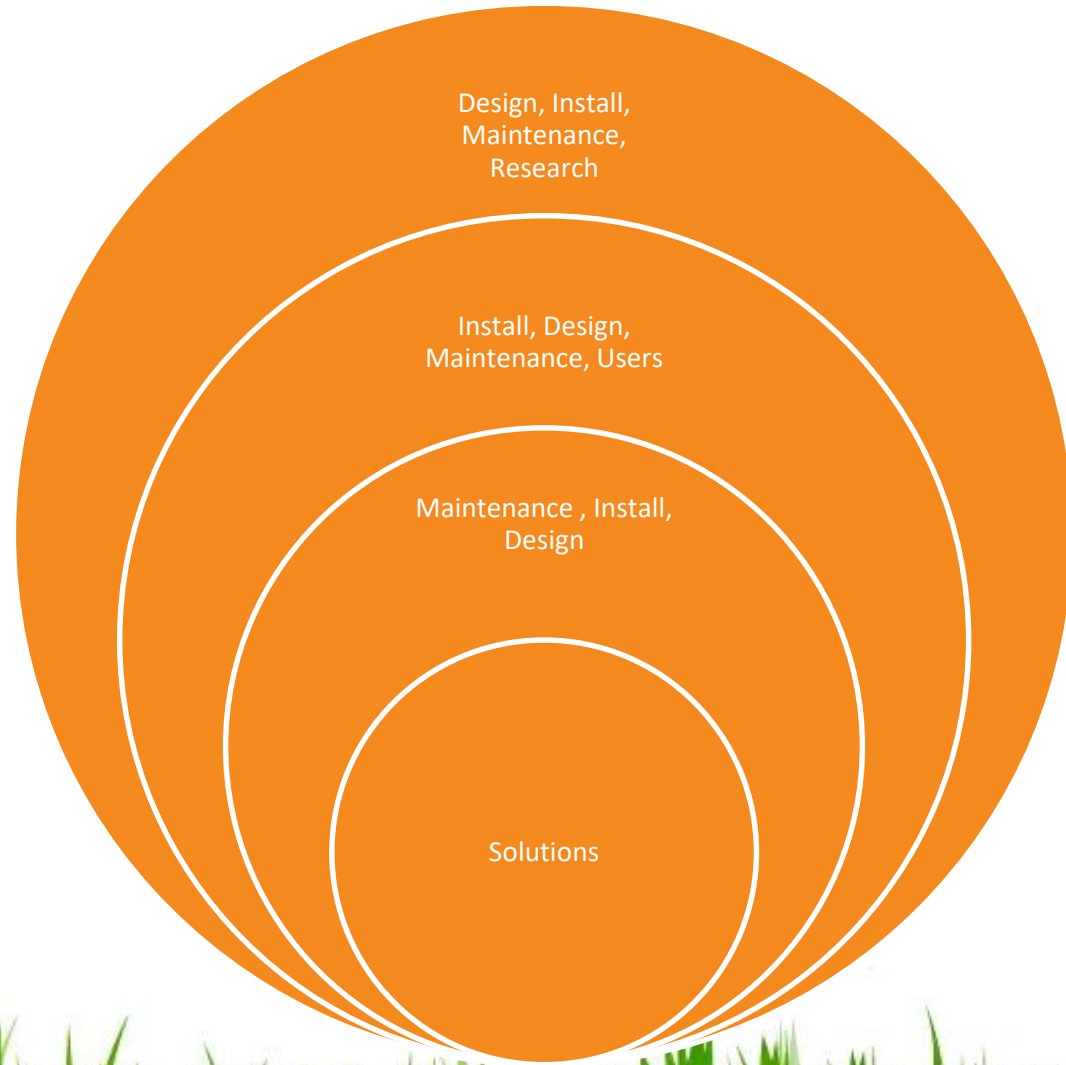 Design, Install,
Maintenance,
Research
Install, Design,
Maintenance, Users
Maintenance , Install,
Design
Solutions